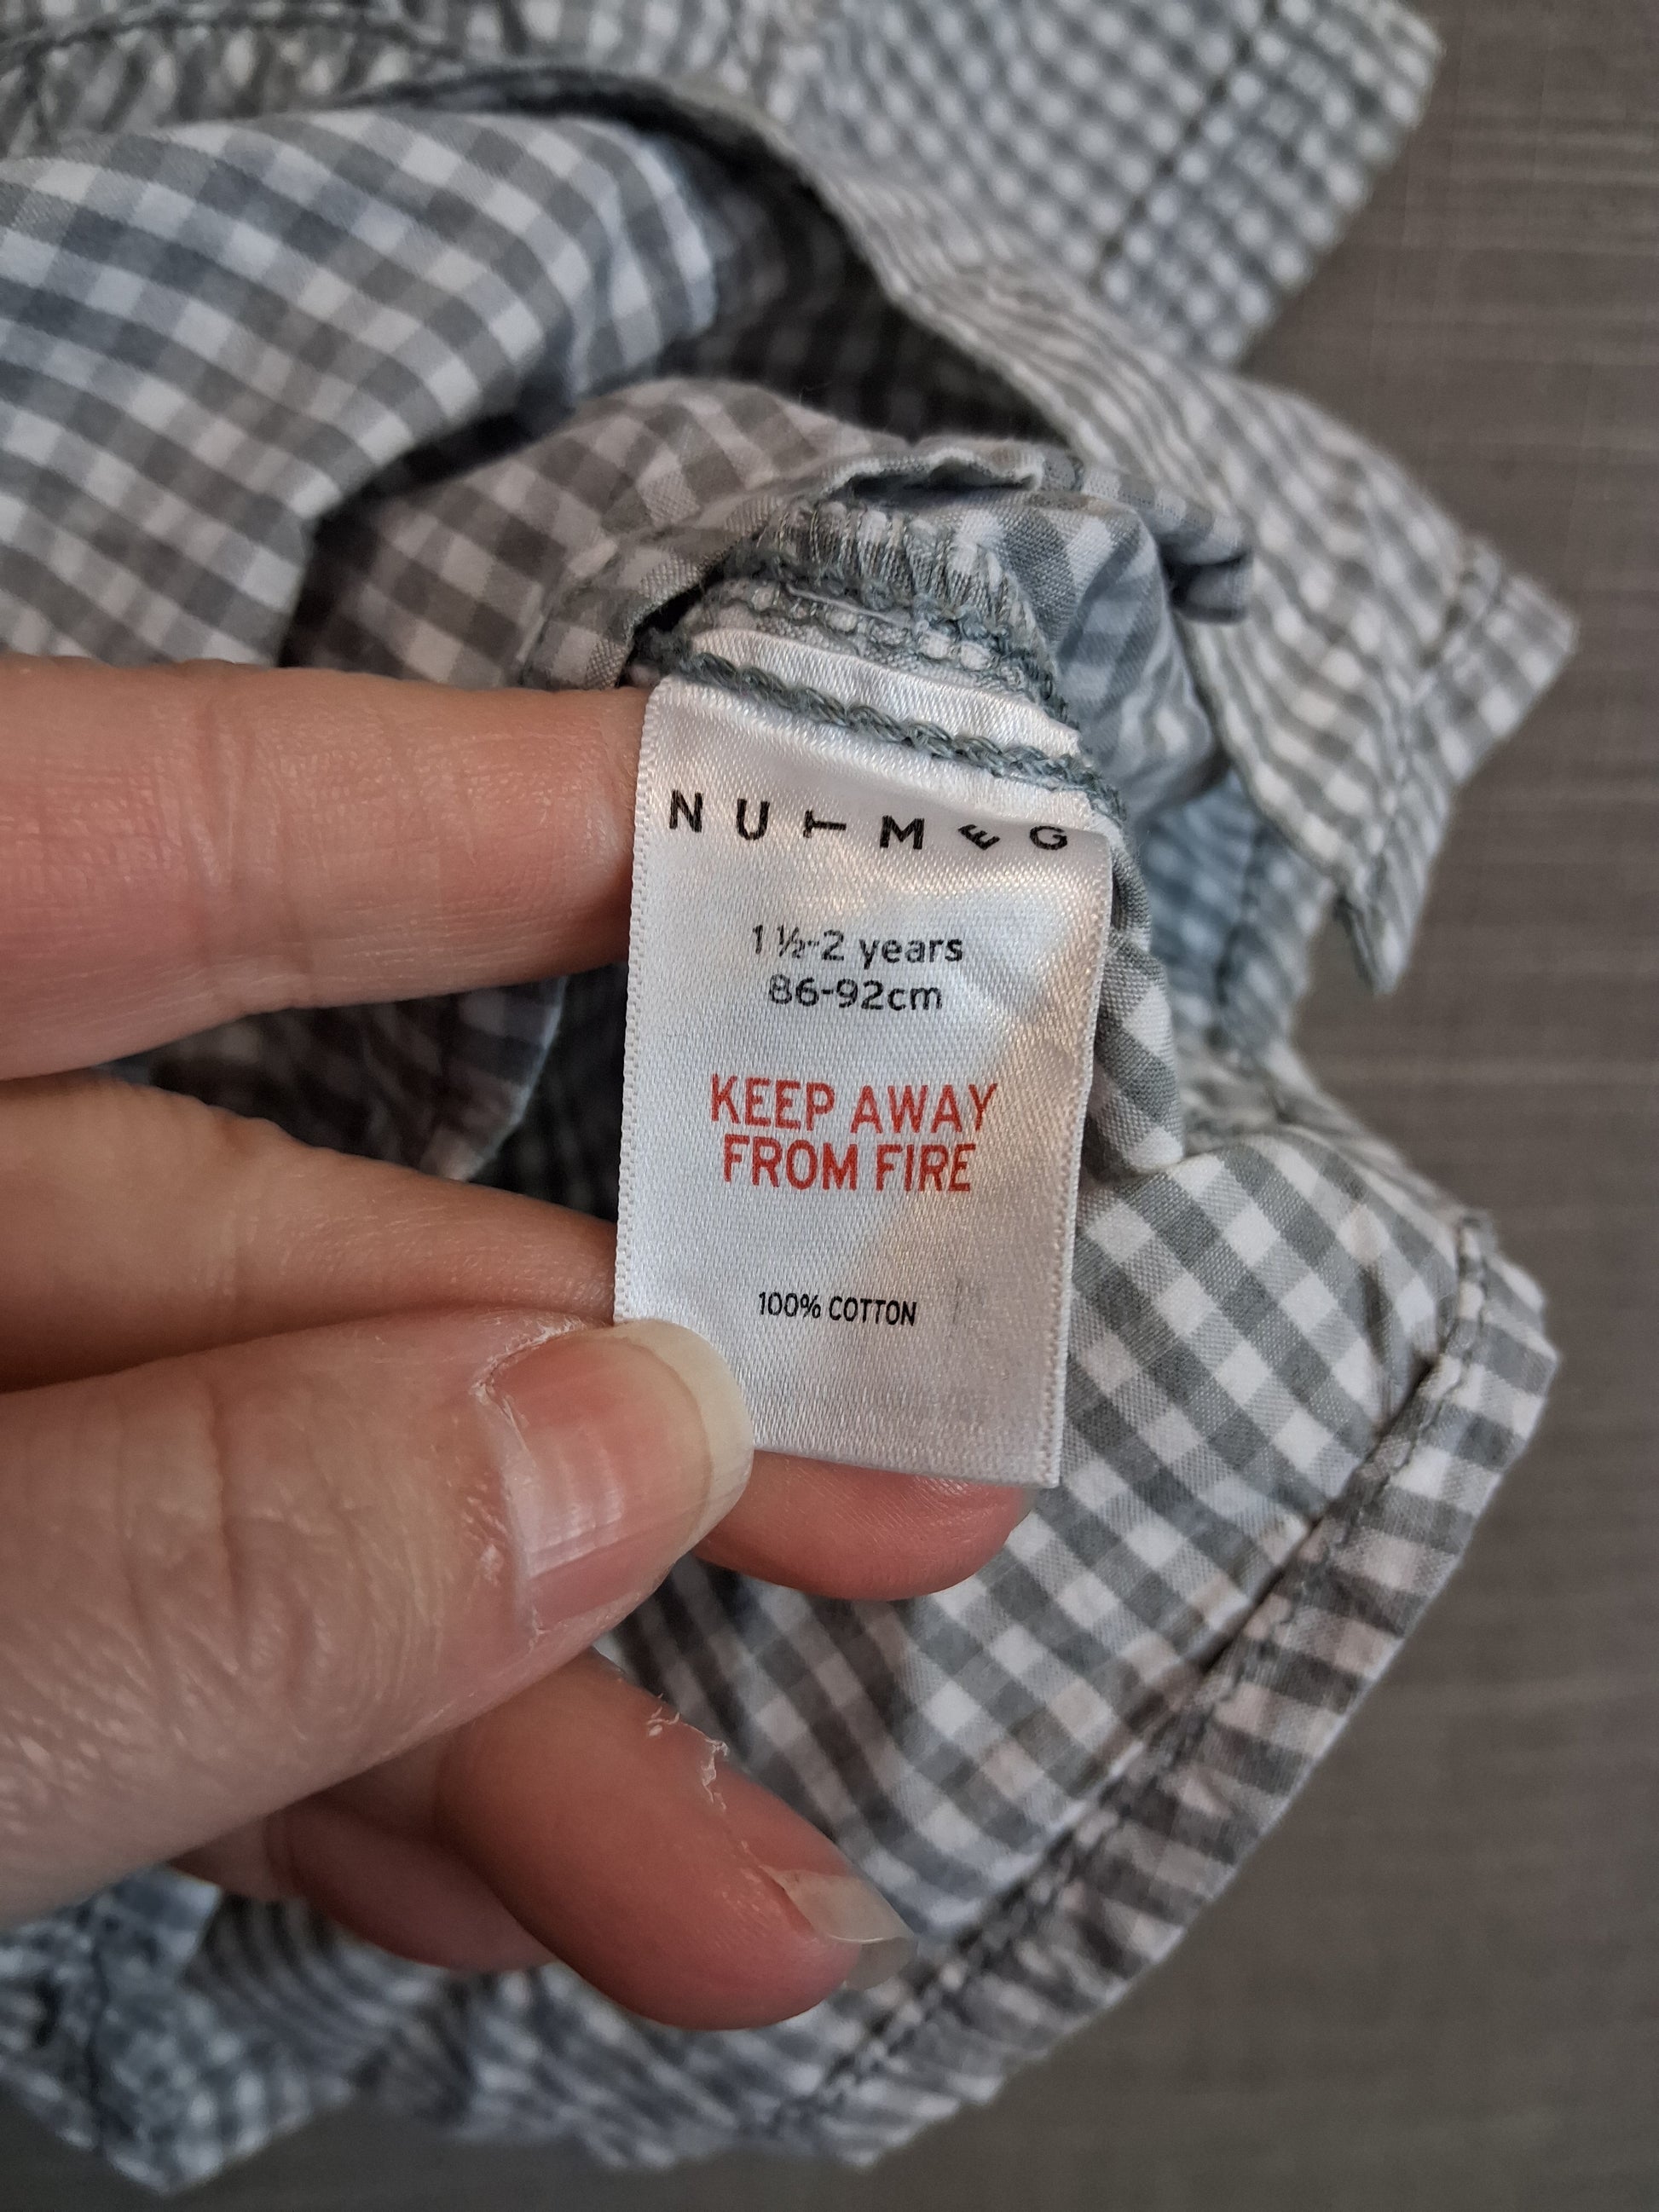 NUTMEG
1½-2 years
86-92cm
KEEP AWAY
FROM FIRE
100% COTTON